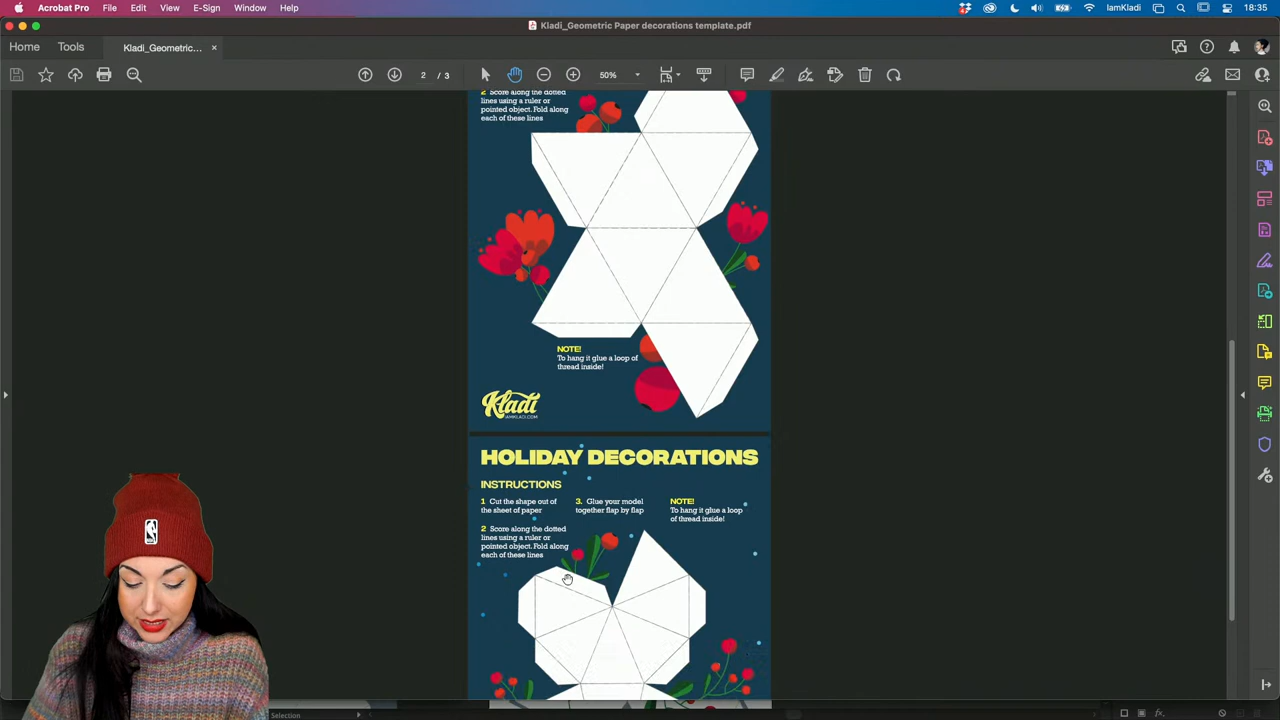 Acrobat Pro File Edit View E-Sign Window Help IamKladi 18:35
Kladi_Geometric Paper decorations template.pdf
Home Tools Kladi_Geometric... ×
2 / 3 50%
2 Score along the dotted
lines using a ruler or
pointed object. Fold along
each of these lines
NOTE!
To hang it glue a loop of
thread inside!
Kladi
IAMKLADI.COM
HOLIDAY DECORATIONS
INSTRUCTIONS
1 Cut the shape out of
the sheet of paper
2 Score along the dotted
lines using a ruler or
pointed object. Fold along
each of these lines
3. Glue your model
together flap by flap
NOTE!
To hang it glue a loop
of thread inside!
NBA
Selection